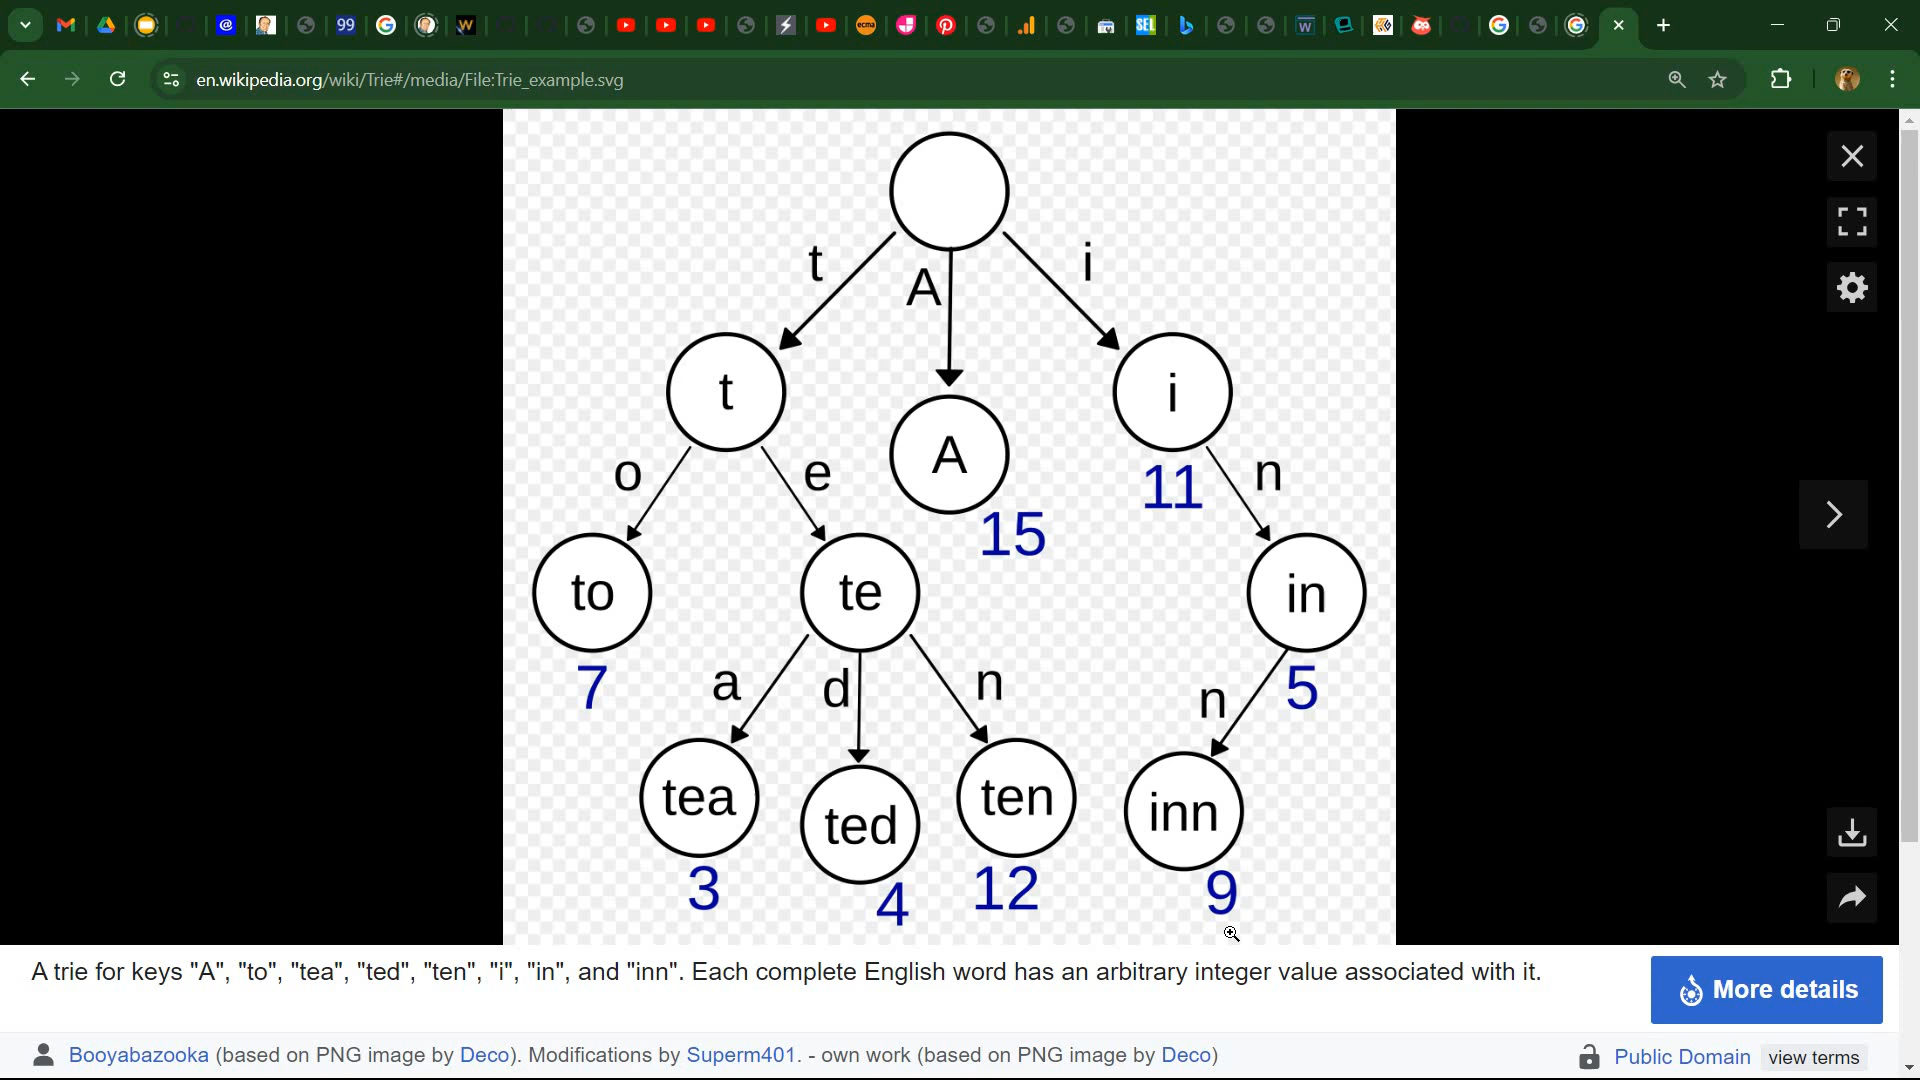 99
W
ecma
SEL
W
en.wikipedia.org/wiki/Trie#/media/File:Trie_example.svg
t
A
i
t
A
i
o
e
15
11
n
to
te
in
7
a
d
n
n
5
tea
ted
ten
inn
3
4
12
9
A trie for keys "A", "to", "tea", "ted", "ten", "i", "in", and "inn". Each complete English word has an arbitrary integer value associated with it.
More details
Booyabazooka (based on PNG image by Deco). Modifications by Superm401. - own work (based on PNG image by Deco)
Public Domain view terms